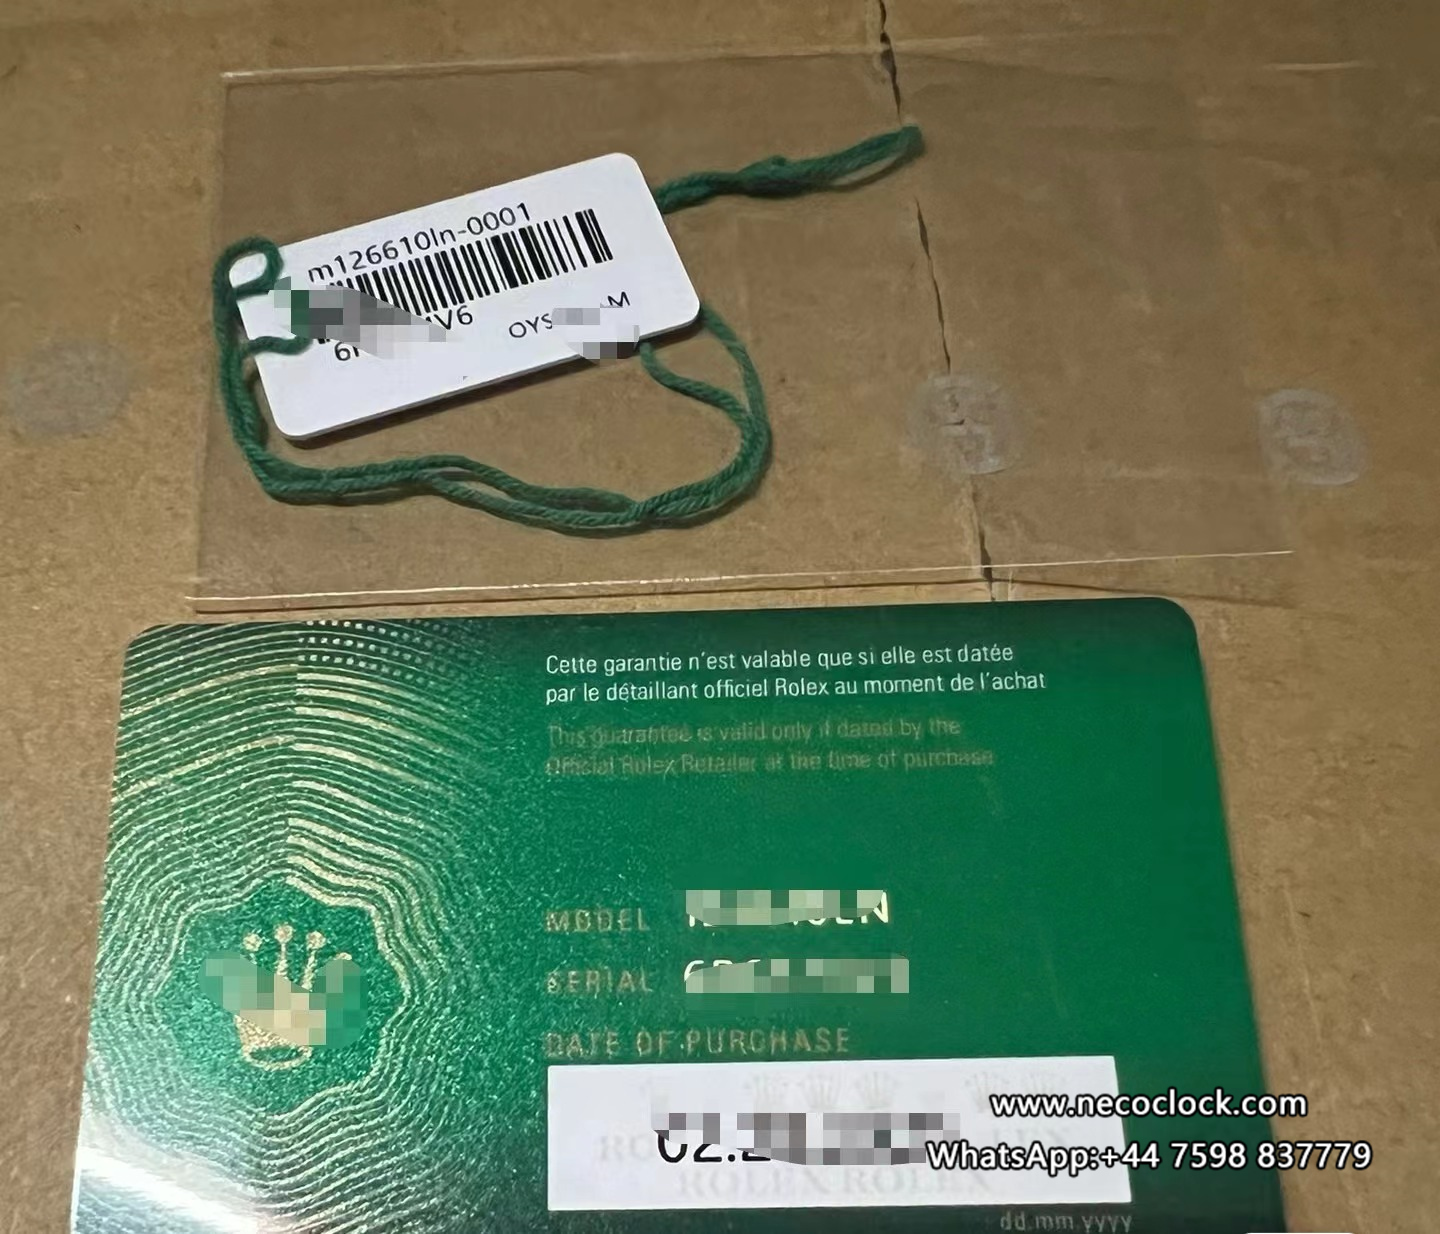 m126610ln-0001
V6
OYS M
Cette garantie n'est valable que si elle est datée
par le détaillant officiel Rolex au moment de l'achat
This guarantee is valid only if dated by the
Official Rolex Retailer at the time of purchase
MODEL
SERIAL
DATE OF PURCHASE
02.
ROLEX ROLEX
dd.mm.yyyy
www.necoclock.com
WhatsApp:+44 7598 837779